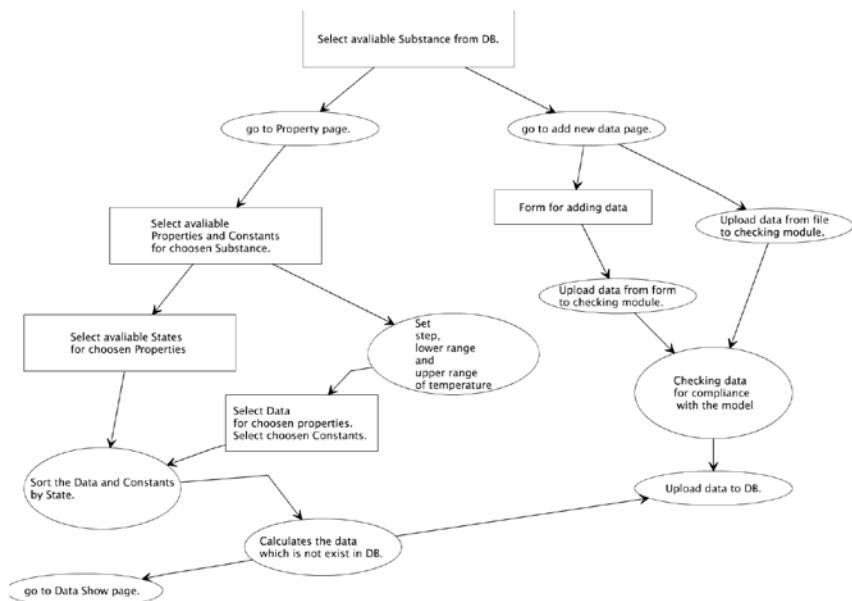 Select avaliable Substance from DB.
go to Property page.
go to add new data page.
Select avaliable
Properties and Constants
for choosen Substance.
Form for adding data
Upload data from file
to checking module.
Upload data from form
to checking module.
Select avaliable States
for choosen Properties
Set
step,
lower range
and
upper range
of temperature
Checking data
for compliance
with the model
Select Data
for choosen properties.
Select choosen Constants.
Sort the Data and Constants
by State.
Upload data to DB.
Calculates the data
which is not exist in DB.
go to Data Show page.